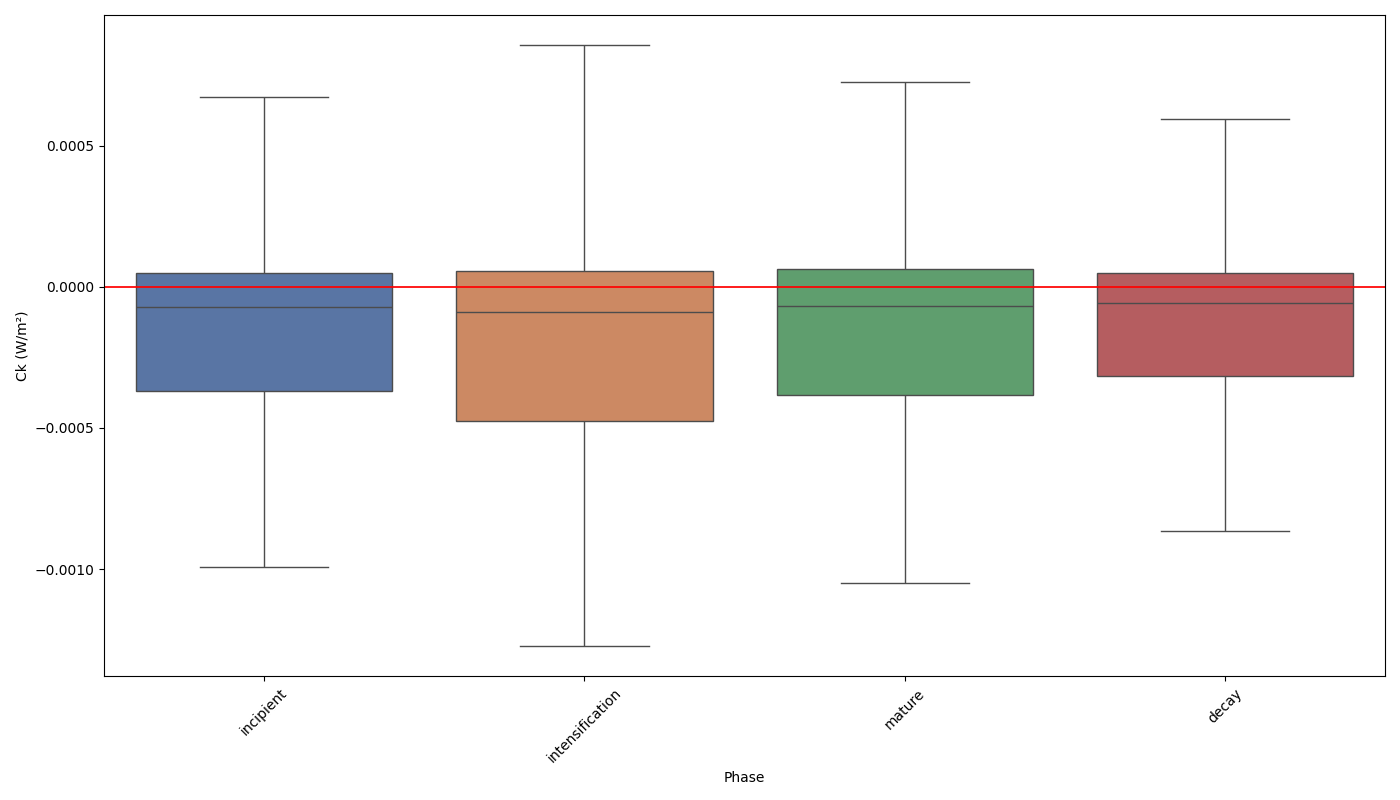 Ck (W/m²)
0.0005
0.0000
−0.0005
−0.0010
incipient
intensification
mature
decay
Phase